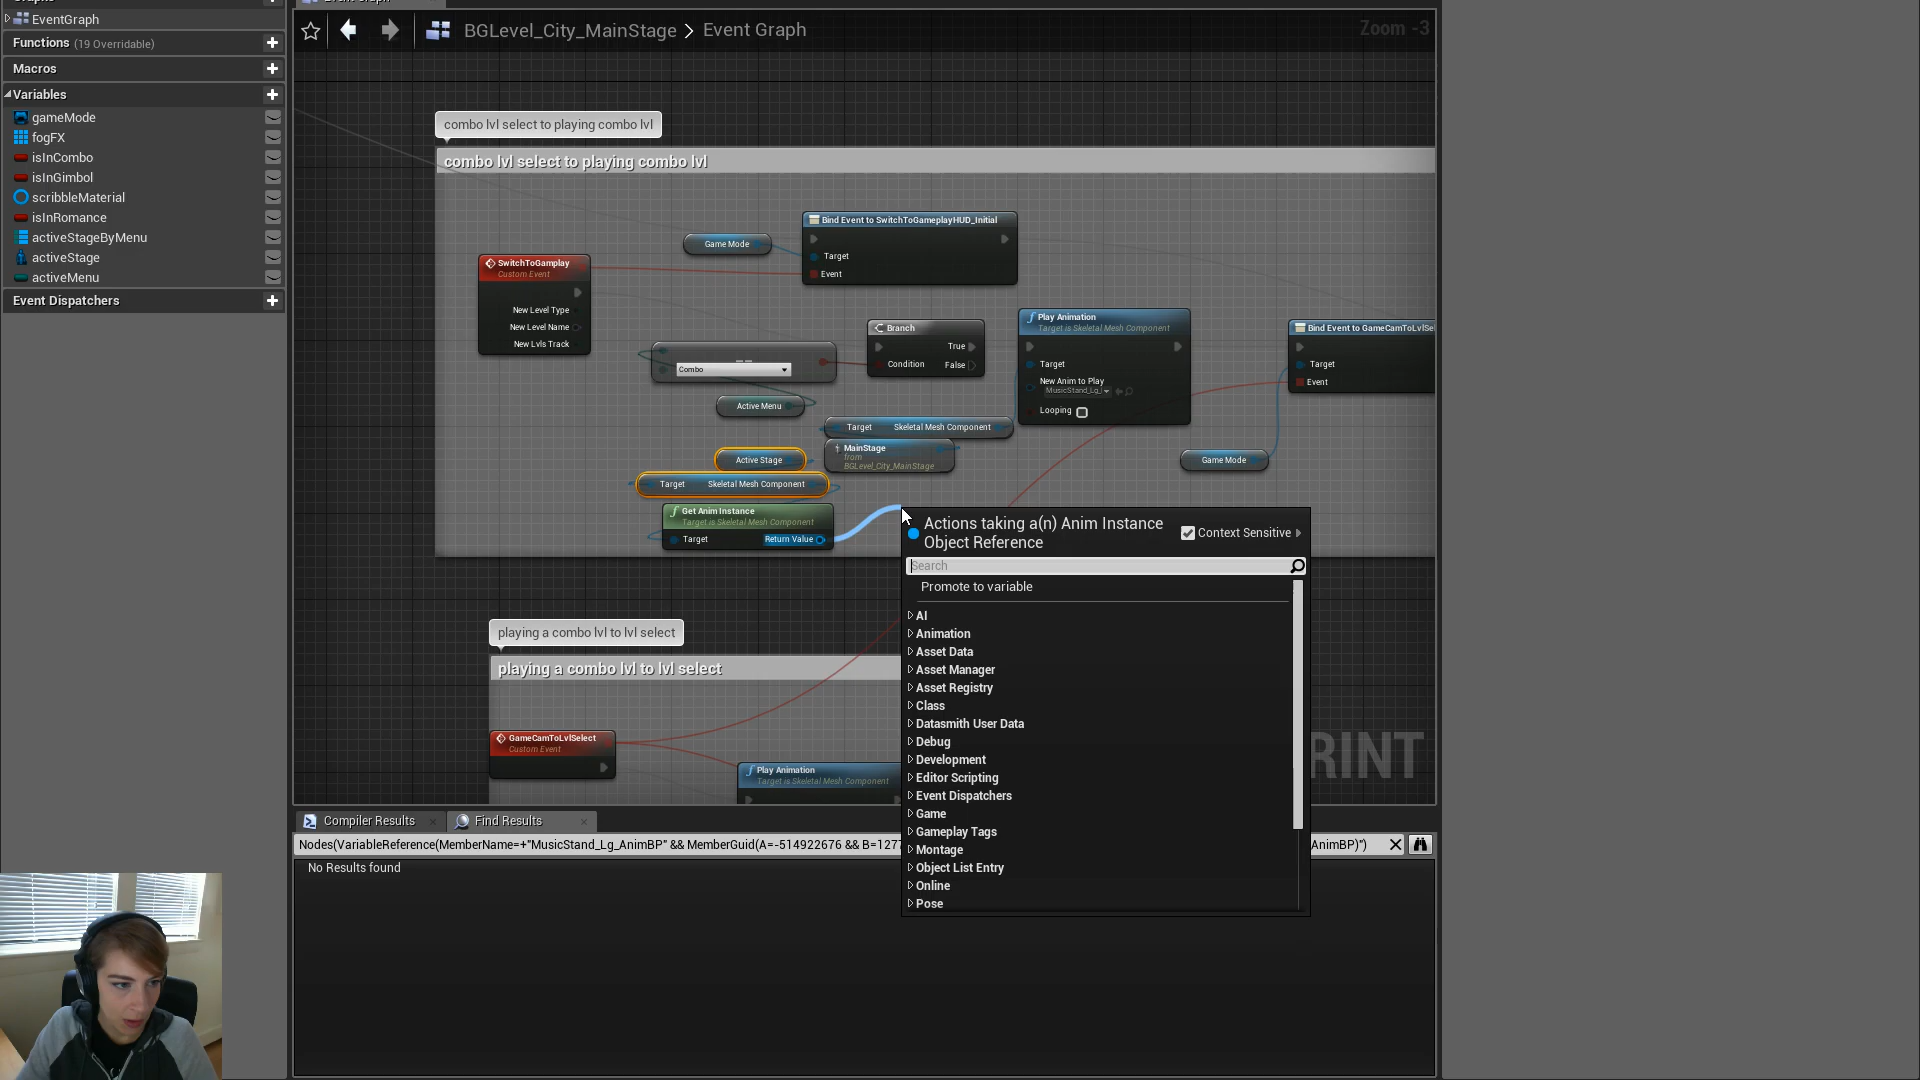 EventGraph
Functions (19 Overridable)
Macros
Variables
gameMode
fogFX
isInCombo
isInGimbol
scribbleMaterial
isInRomance
activeStageByMenu
activeStage
activeMenu
Event Dispatchers
BGLevel_City_MainStage > Event Graph
Zoom -3
combo lvl select to playing combo lvl
combo lvl select to playing combo lvl
Bind Event to SwitchToGameplayHUD_Initial
Target
Event
Game Mode
SwitchToGamplay
Custom Event
New Level Type
New Level Name
New Lvls Track
Combo
Active Menu
Branch
True
Condition
False
Play Animation
Target is Skeletal Mesh Component
Target
New Anim to Play
MusicStand_Lg_
Looping
Bind Event to GameCamToLvlSel
Target
Event
Game Mode
Target Skeletal Mesh Component
MainStage
from
BGLevel_City_MainStage
Active Stage
Target Skeletal Mesh Component
Get Anim Instance
Target is Skeletal Mesh Component
Target
Return Value
Actions taking a(n) Anim Instance
Object Reference
Context Sensitive
Search
Promote to variable
AI
Animation
Asset Data
Asset Manager
Asset Registry
Class
Datasmith User Data
Debug
Development
Editor Scripting
Event Dispatchers
Game
Gameplay Tags
Montage
Object List Entry
Online
Pose
playing a combo lvl to lvl select
playing a combo lvl to lvl select
GameCamToLvlSelect
Custom Event
Play Animation
Target is Skeletal Mesh Component
RINT
Compiler Results
Find Results
Nodes(VariableReference(MemberName=+"MusicStand_Lg_AnimBP" && MemberGuid(A=-514922676 && B=1277
AnimBP)")
No Results found